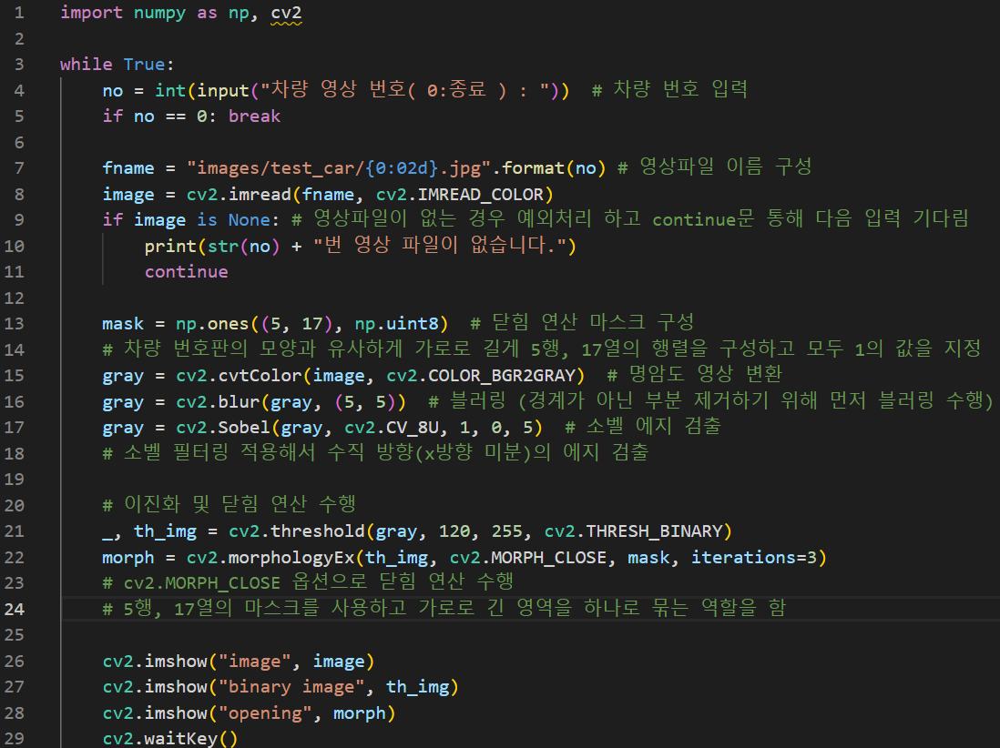 1 import numpy as np, cv2
2
3 while True:
4     no = int(input("차량 영상 번호( 0:종료 ) : "))  # 차량 번호 입력
5     if no == 0: break
6
7     fname = "images/test_car/{0:02d}.jpg".format(no) # 영상파일 이름 구성
8     image = cv2.imread(fname, cv2.IMREAD_COLOR)
9     if image is None: # 영상파일이 없는 경우 예외처리 하고 continue문 통해 다음 입력 기다림
10         print(str(no) + "번 영상 파일이 없습니다.")
11         continue
12
13     mask = np.ones((5, 17), np.uint8)  # 닫힘 연산 마스크 구성
14     # 차량 번호판의 모양과 유사하게 가로로 길게 5행, 17열의 행렬을 구성하고 모두 1의 값을 지정
15     gray = cv2.cvtColor(image, cv2.COLOR_BGR2GRAY)  # 명암도 영상 변환
16     gray = cv2.blur(gray, (5, 5))  # 블러링 (경계가 아닌 부분 제거하기 위해 먼저 블러링 수행)
17     gray = cv2.Sobel(gray, cv2.CV_8U, 1, 0, 5)  # 소벨 에지 검출
18     # 소벨 필터링 적용해서 수직 방향(x방향 미분)의 에지 검출
19
20     # 이진화 및 닫힘 연산 수행
21     _, th_img = cv2.threshold(gray, 120, 255, cv2.THRESH_BINARY)
22     morph = cv2.morphologyEx(th_img, cv2.MORPH_CLOSE, mask, iterations=3)
23     # cv2.MORPH_CLOSE 옵션으로 닫힘 연산 수행
24     # 5행, 17열의 마스크를 사용하고 가로로 긴 영역을 하나로 묶는 역할을 함
25
26     cv2.imshow("image", image)
27     cv2.imshow("binary image", th_img)
28     cv2.imshow("opening", morph)
29     cv2.waitKey()